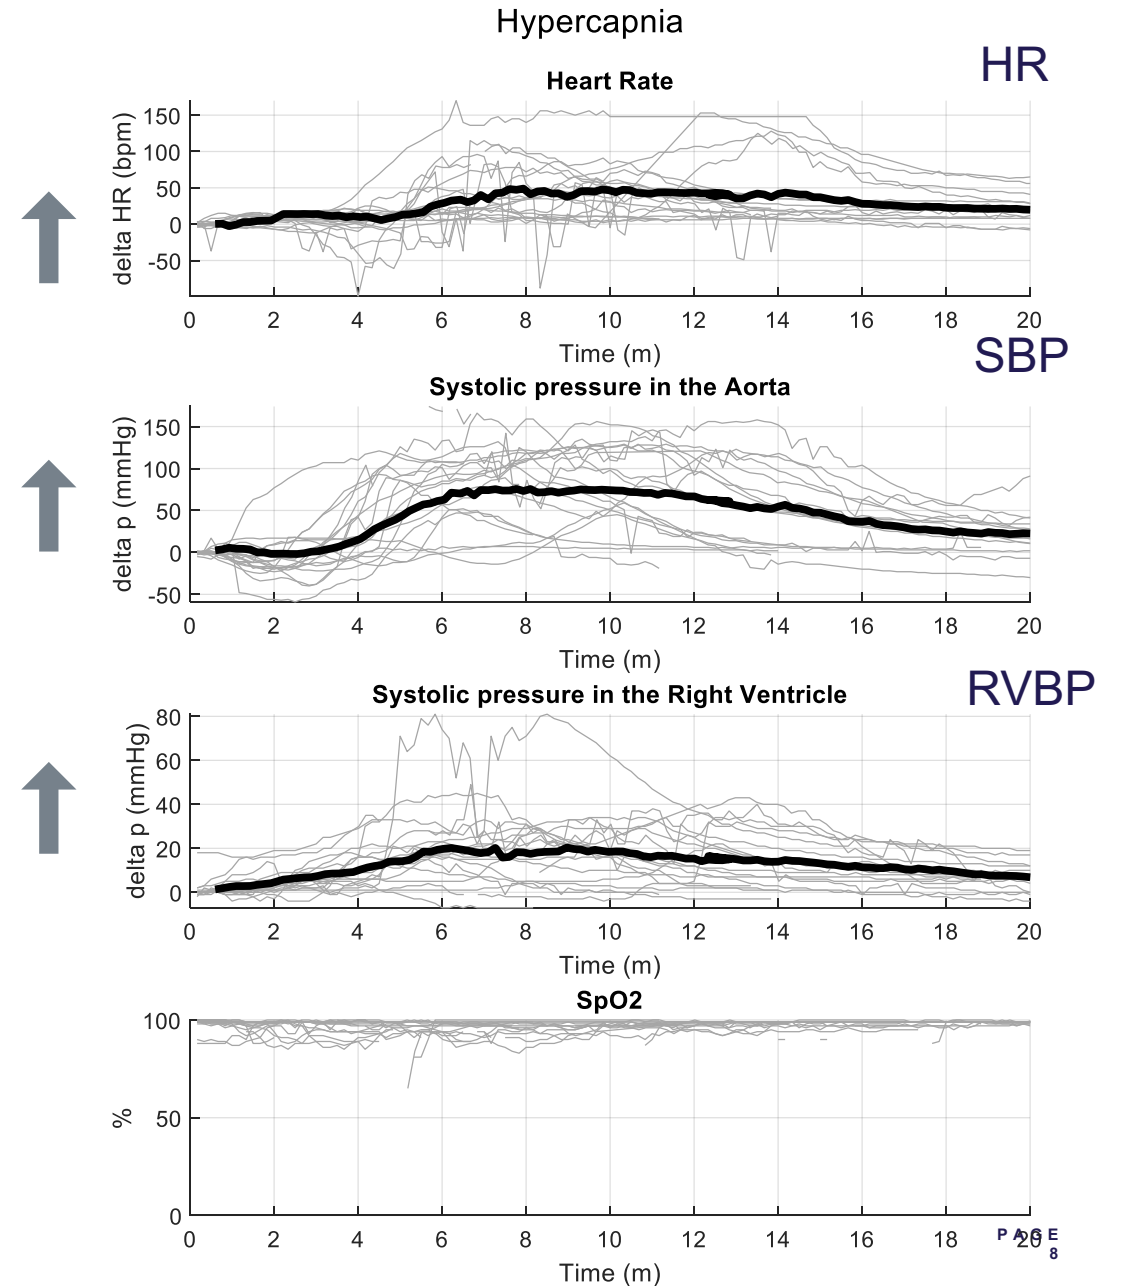 Hypercapnia
HR
Heart Rate
delta HR (bpm)
150
100
50
0
-50
0 2 4 6 8 10 12 14 16 18 20
Time (m)
SBP
Systolic pressure in the Aorta
delta p (mmHg)
150
100
50
0
-50
0 2 4 6 8 10 12 14 16 18 20
Time (m)
RVBP
Systolic pressure in the Right Ventricle
delta p (mmHg)
80
60
40
20
0
0 2 4 6 8 10 12 14 16 18 20
Time (m)
SpO2
%
100
50
0
0 2 4 6 8 10 12 14 16 18 20
Time (m)
PAGE
8